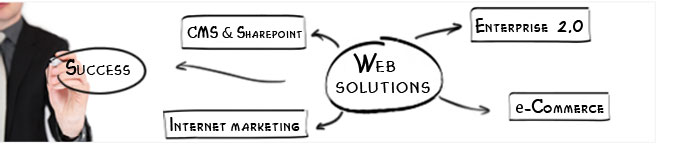 CMS & SHAREPOINT
ENTERPRISE 2.0
SUCCESS
WEB
SOLUTIONS
INTERNET MARKETING
e-COMMERCE